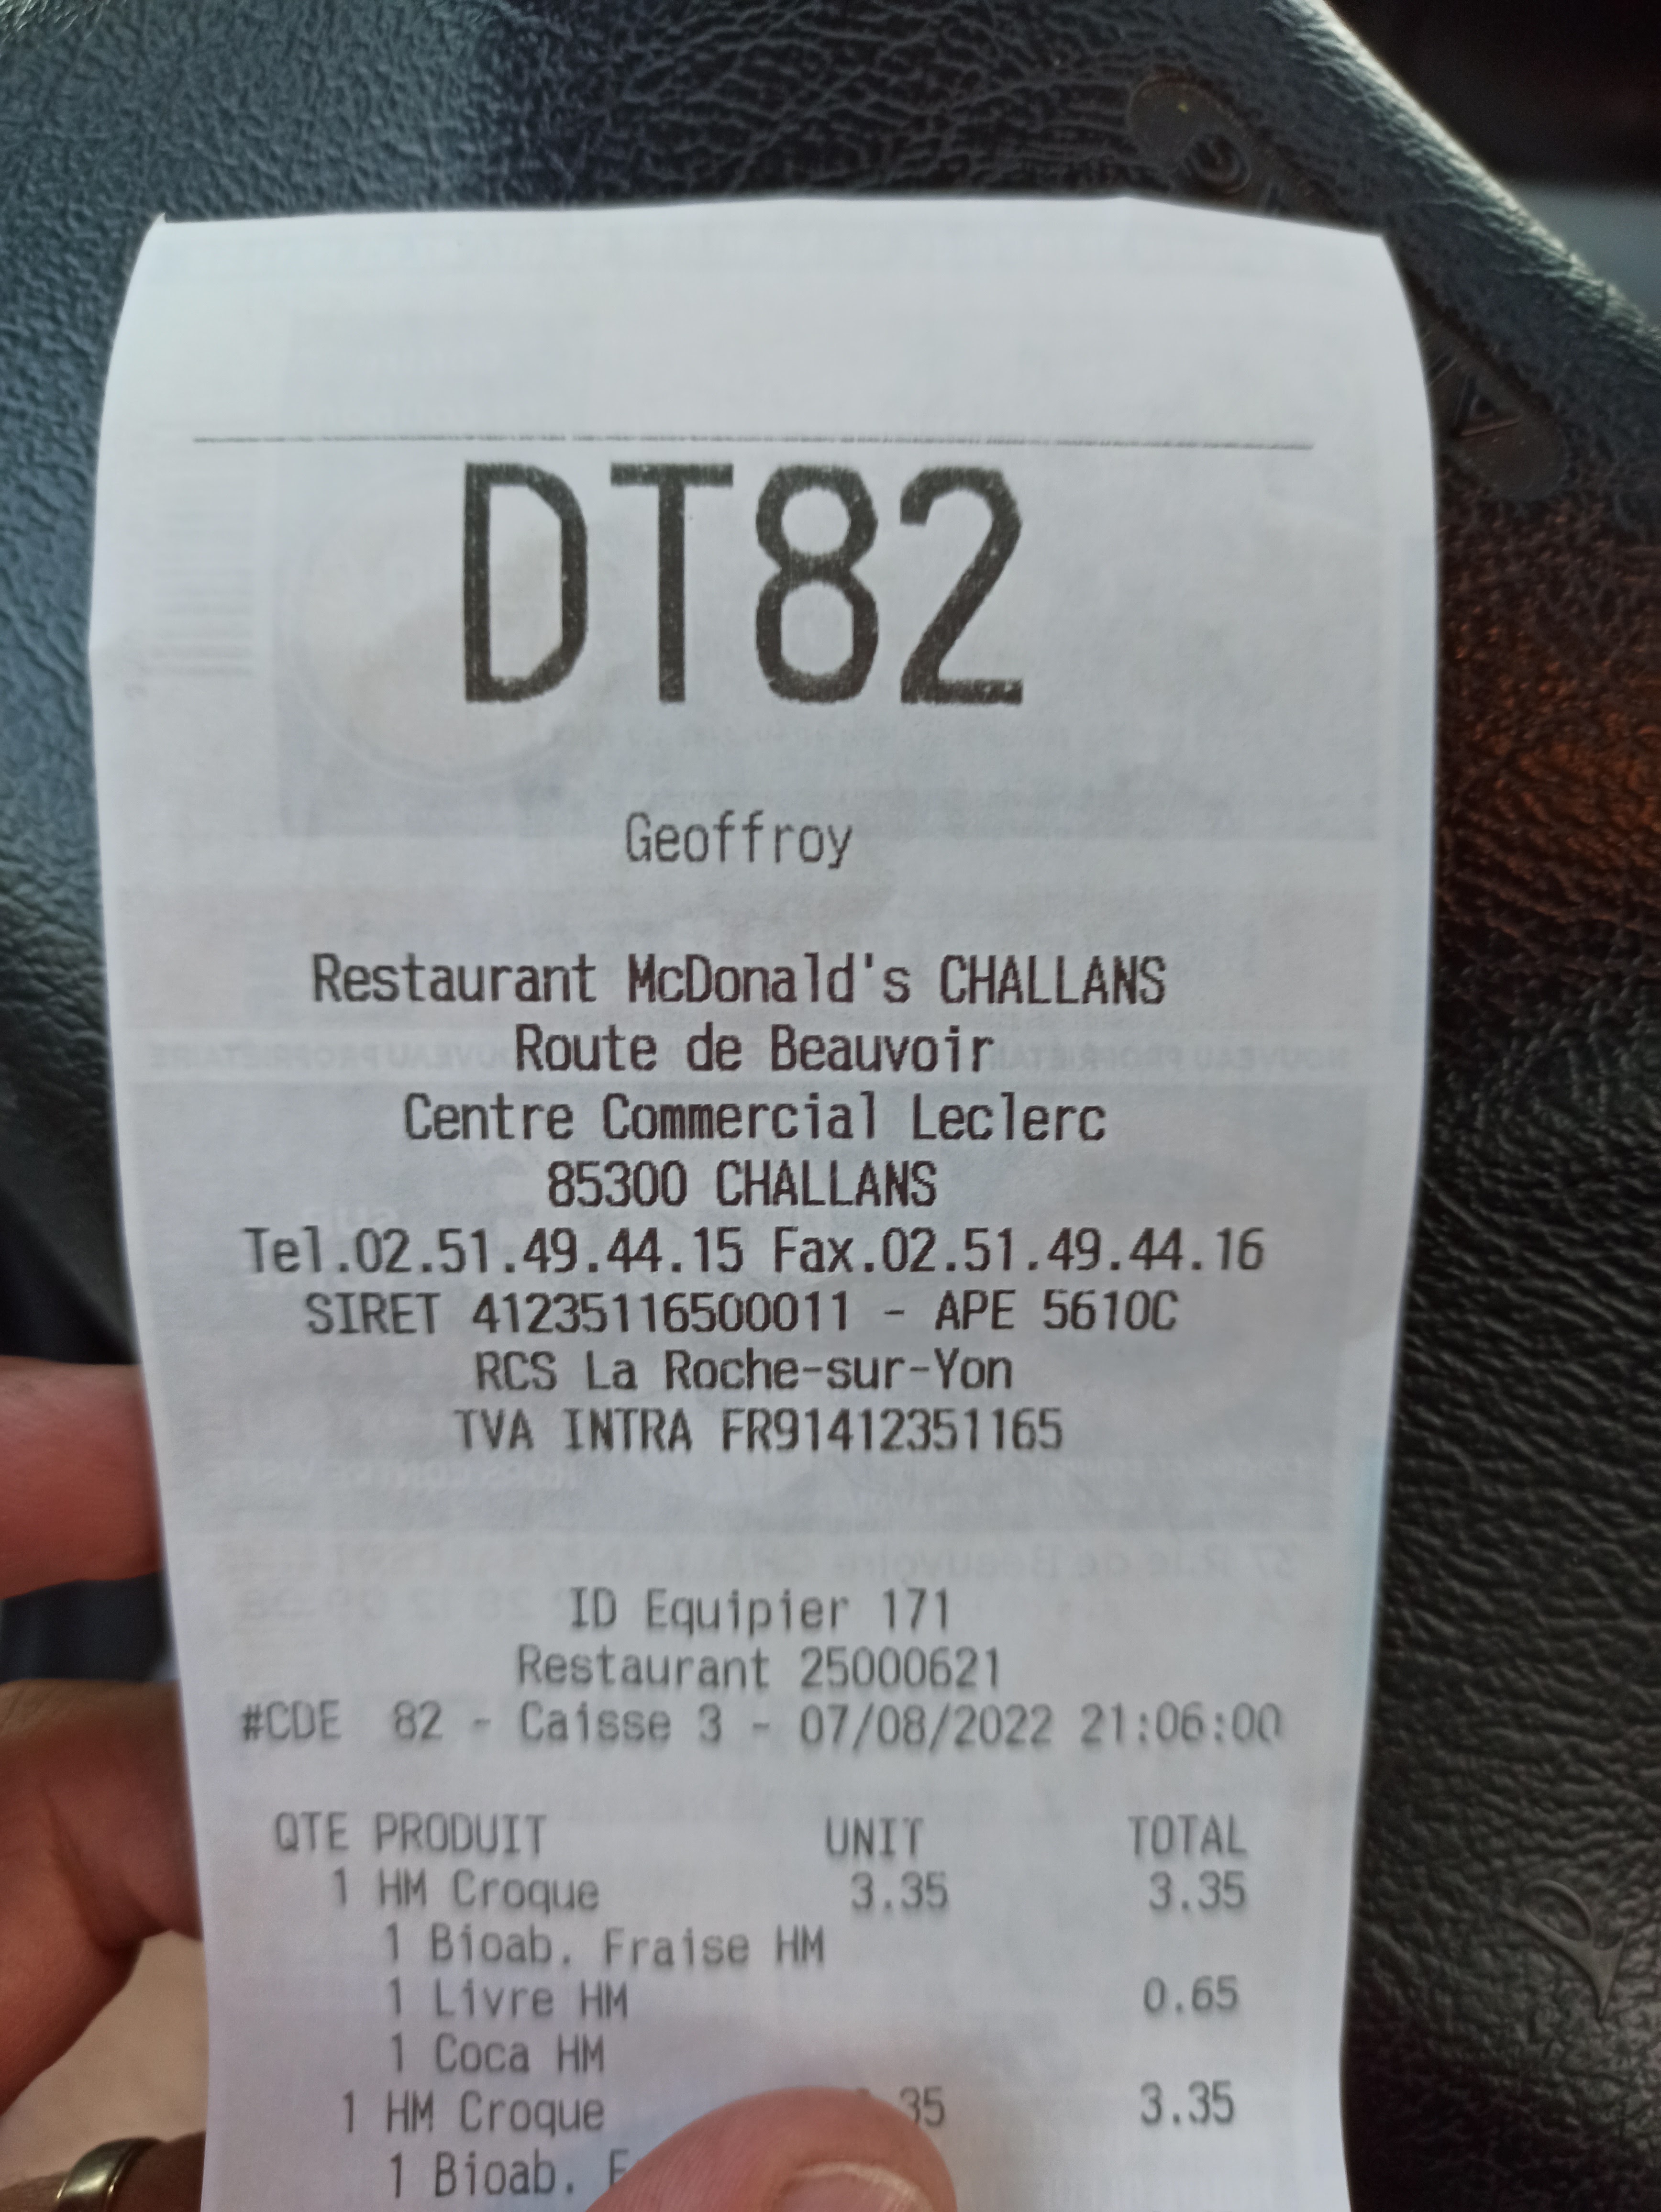 DT82
Geoffroy
Restaurant McDonald's CHALLANS
Route de Beauvoir
Centre Commercial Leclerc
85300 CHALLANS
Tel.02.51.49.44.15 Fax.02.51.49.44.16
SIRET 41235116500011 - APE 5610C
RCS La Roche-sur-Yon
TVA INTRA FR91412351165
ID Equipier 171
Restaurant 25000621
#CDE 82 - Caisse 3 - 07/08/2022 21:06:00
QTE PRODUIT UNIT TOTAL
1 HM Croque 3.35 3.35
1 Bioab. Fraise HM
1 Livre HM 0.65
1 Coca HM
1 HM Croque 35 3.35
1 Bioab.